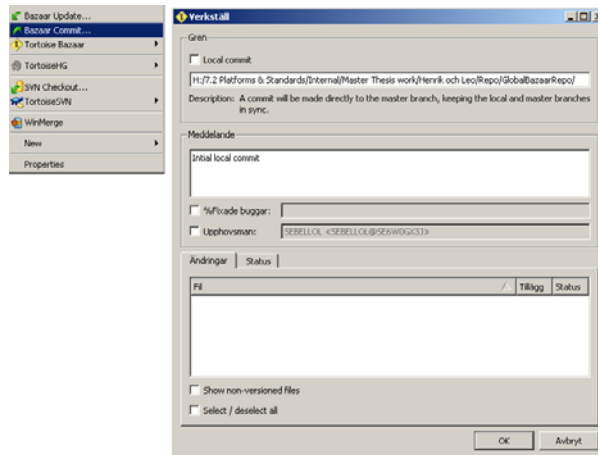 Bazaar Update...
Bazaar Commit...
Tortoise Bazaar
TortoiseHG
SVN Checkout...
TortoiseSVN
WinMerge
New
Properties
Verkställ
Gren
Local commit
H:/7.2 Platforms & Standards/Internal/Master Thesis work/Henrik och Leo/Repo/GlobalBazaarRepo/
Description: A commit will be made directly to the master branch, keeping the local and master branches
in sync.
Meddelande
Intial local commit
%Fixade buggar:
Upphovsman: SEBELLOL <SEBELLOL@SE6W0GX3J>
Ändringar Status
Fil Tillägg Status
Show non-versioned files
Select / deselect all
OK Avbryt